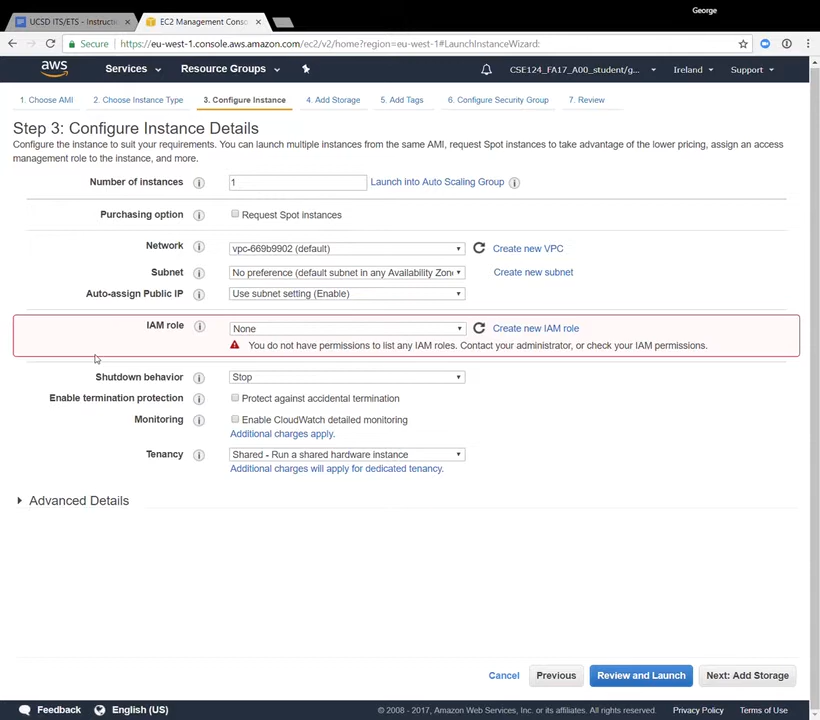 George
UCSD ITS/ETS - Instructi
EC2 Management Conso
Secure
https://eu-west-1.console.aws.amazon.com/ec2/v2/home?region=eu-west-1#LaunchInstanceWizard:
aws
Services
Resource Groups
CSE124_FA17_A00_student/g...
Ireland
Support
1. Choose AMI
2. Choose Instance Type
3. Configure Instance
4. Add Storage
5. Add Tags
6. Configure Security Group
7. Review
Step 3: Configure Instance Details
Configure the instance to suit your requirements. You can launch multiple instances from the same AMI, request Spot instances to take advantage of the lower pricing, assign an access
management role to the instance, and more.
Number of instances
1
Launch into Auto Scaling Group
Purchasing option
Request Spot instances
Network
vpc-669b9902 (default)
Create new VPC
Subnet
No preference (default subnet in any Availability Zon
Create new subnet
Auto-assign Public IP
Use subnet setting (Enable)
IAM role
None
Create new IAM role
You do not have permissions to list any IAM roles. Contact your administrator, or check your IAM permissions.
Shutdown behavior
Stop
Enable termination protection
Protect against accidental termination
Monitoring
Enable CloudWatch detailed monitoring
Additional charges apply.
Tenancy
Shared - Run a shared hardware instance
Additional charges will apply for dedicated tenancy.
Advanced Details
Cancel
Previous
Review and Launch
Next: Add Storage
Feedback
English (US)
© 2008 - 2017, Amazon Web Services, Inc. or its affiliates. All rights reserved.
Privacy Policy
Terms of Use